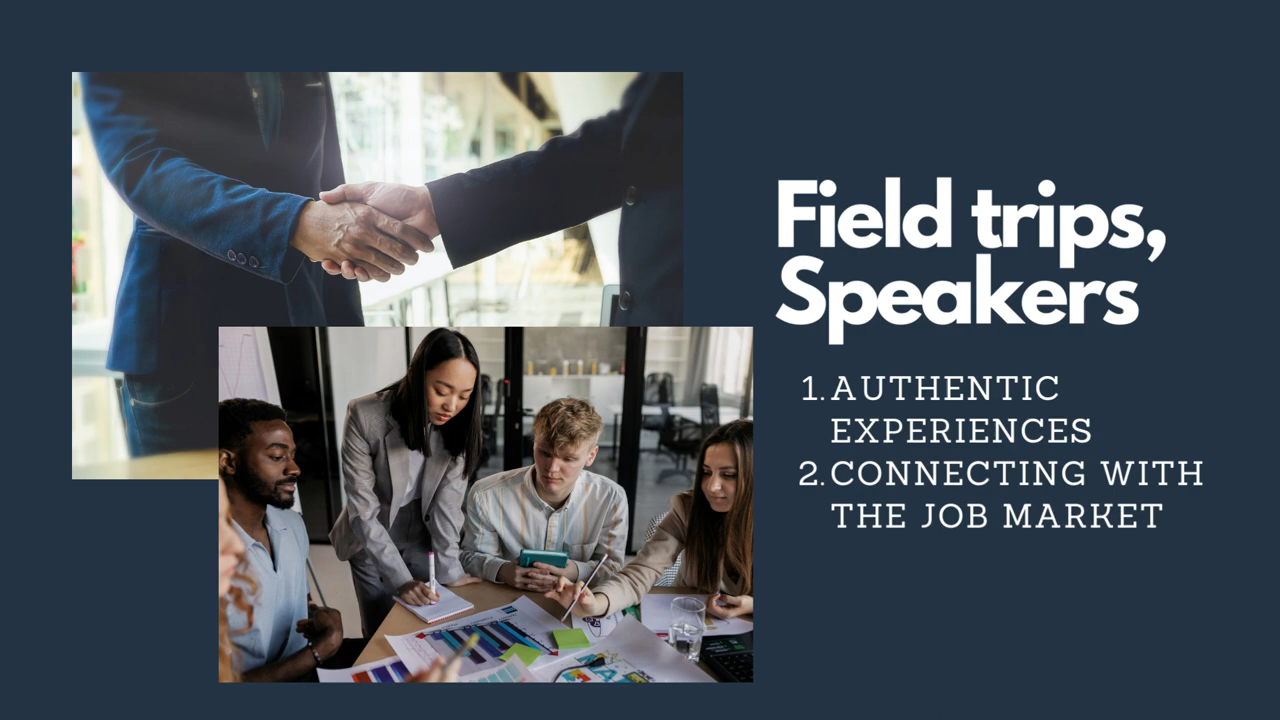 Field trips,
Speakers
1. AUTHENTIC
EXPERIENCES
2. CONNECTING WITH
THE JOB MARKET